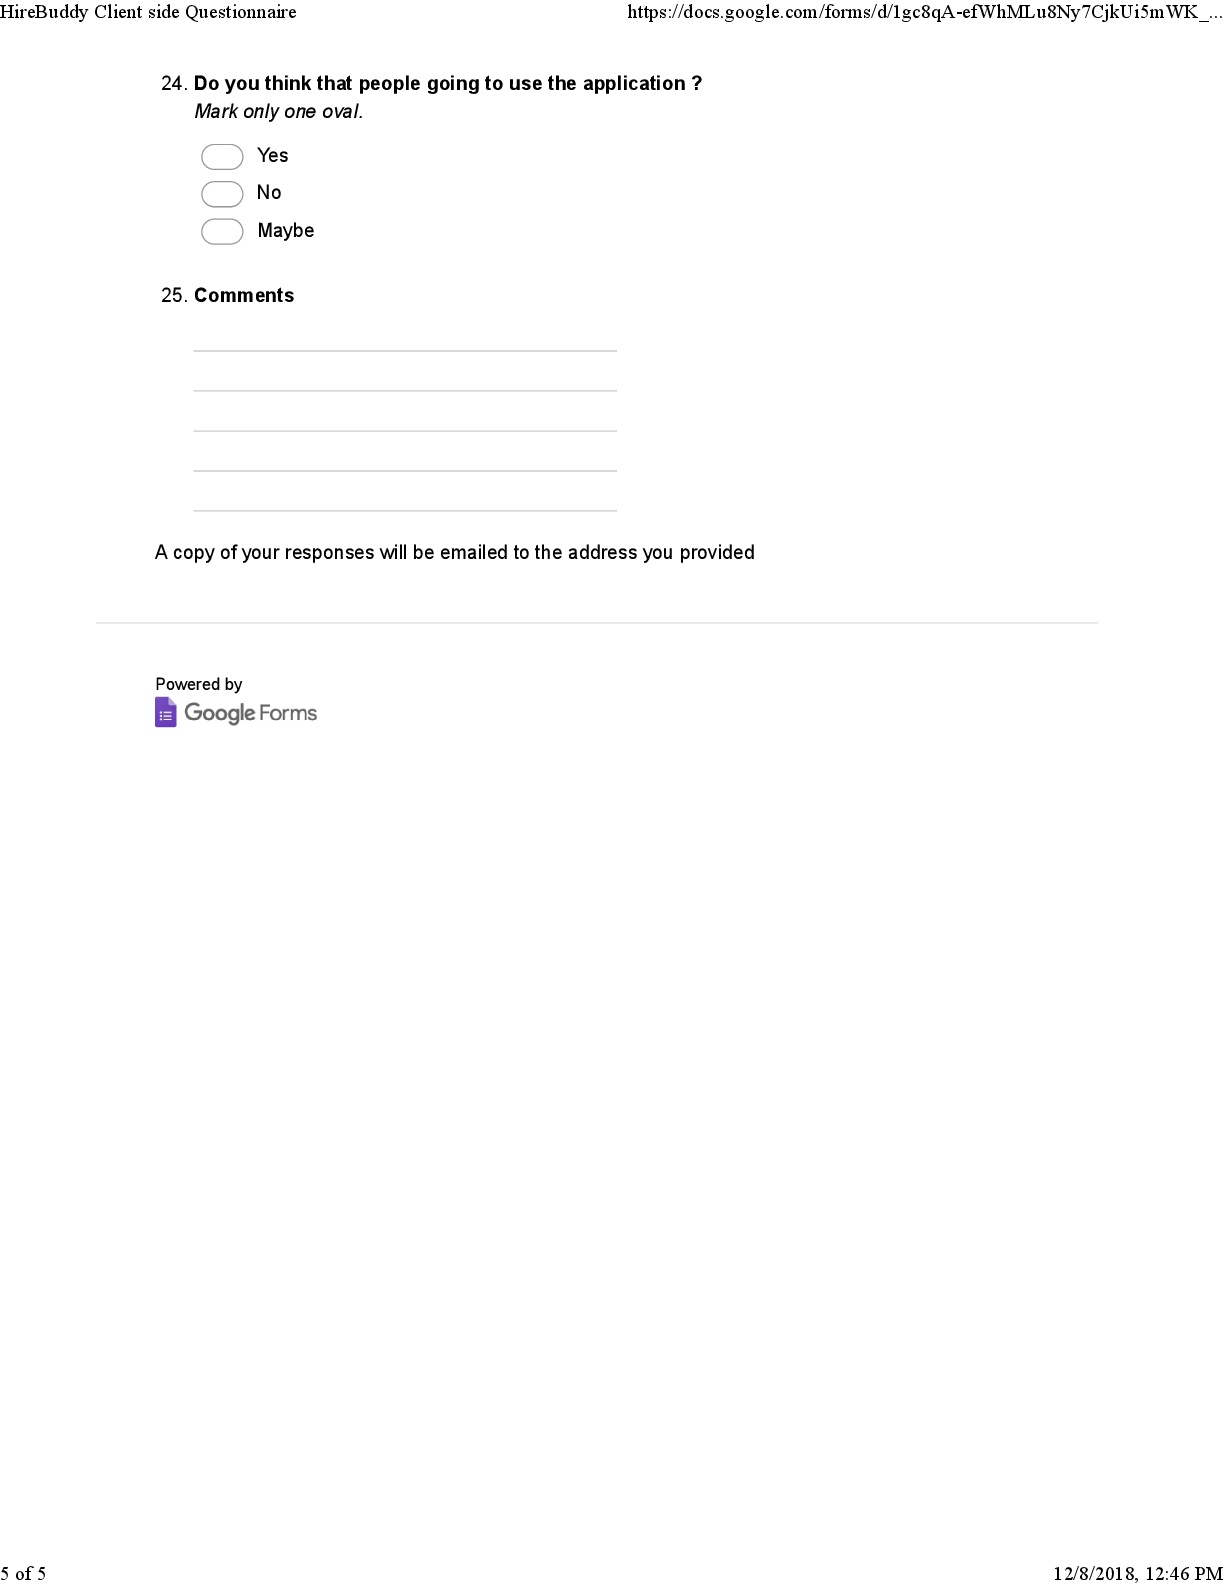 HireBuddy Client side Questionnaire
https://docs.google.com/forms/d/1gc8qA-efWhMLu8Ny7CjkUi5mWK_...
24. Do you think that people going to use the application ?
Mark only one oval.
Yes
No
Maybe
25. Comments
A copy of your responses will be emailed to the address you provided
Powered by
Google Forms
5 of 5
12/8/2018, 12:46 PM